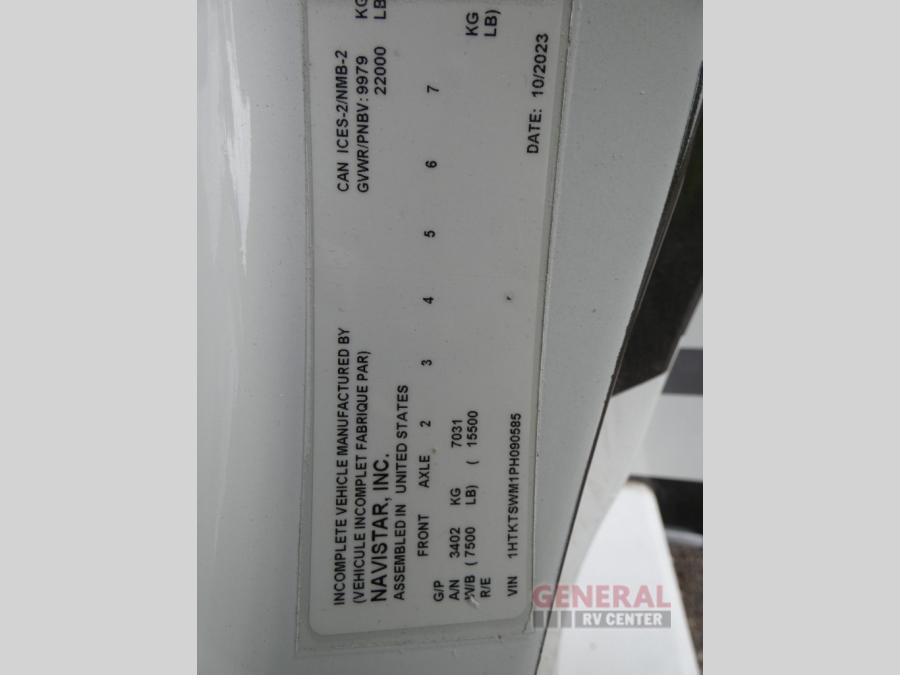 INCOMPLETE VEHICLE MANUFACTURED BY
(VEHICULE INCOMPLET FABRIQUE PAR)
NAVISTAR, INC.
ASSEMBLED IN UNITED STATES
CAN ICES-2/NMB-2
GVWR/PNBV: 9979 KG
22000 LB
FRONT AXLE 2 3 4 5 6 7
G/P
A/N 3402 KG 7031 KG
W/B (7500 LB) ( 15500 LB)
R/E
VIN 1HTKTSWM1PH090585
DATE: 10/2023
GENERAL
RV CENTER